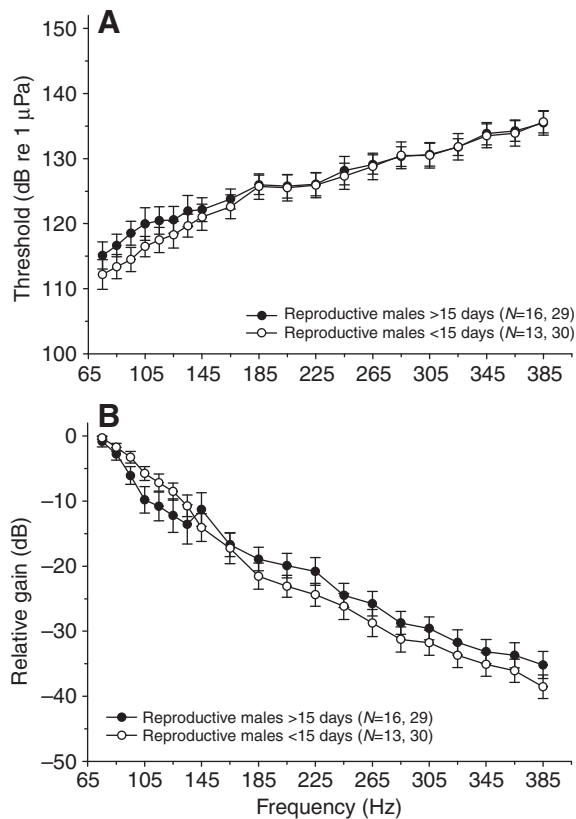 A
150
140
130
120
110
100
Threshold (dB re 1 μPa)
Reproductive males >15 days (N=16, 29)
Reproductive males <15 days (N=13, 30)
65 105 145 185 225 265 305 345 385
B
0
–10
–20
–30
–40
–50
Relative gain (dB)
Reproductive males >15 days (N=16, 29)
Reproductive males <15 days (N=13, 30)
65 105 145 185 225 265 305 345 385
Frequency (Hz)